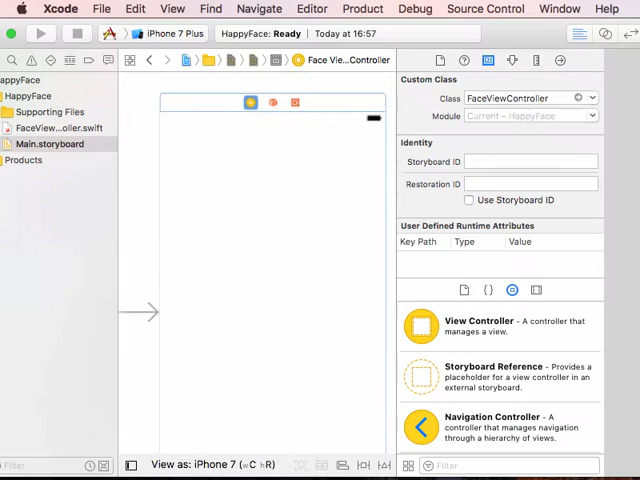 Xcode File Edit View Find Navigate Editor Product Debug Source Control Window Help
iPhone 7 Plus HappyFace: Ready Today at 16:57
Face Vie...Controller
appyFace
HappyFace
Supporting Files
FaceView...oller.swift
Main.storyboard
Products
Custom Class
Class FaceViewController
Module Current – HappyFace
Identity
Storyboard ID
Restoration ID
Use Storyboard ID
User Defined Runtime Attributes
Key Path Type Value
View Controller - A controller that
manages a view.
Storyboard Reference - Provides a
placeholder for a view controller in an
external storyboard.
Navigation Controller - A
controller that manages navigation
through a hierarchy of views.
Filter
View as: iPhone 7 (wC hR)
Filter